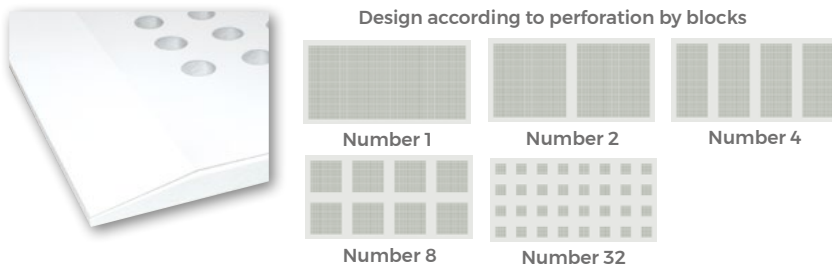 Design according to perforation by blocks
Number 1
Number 2
Number 4
Number 8
Number 32